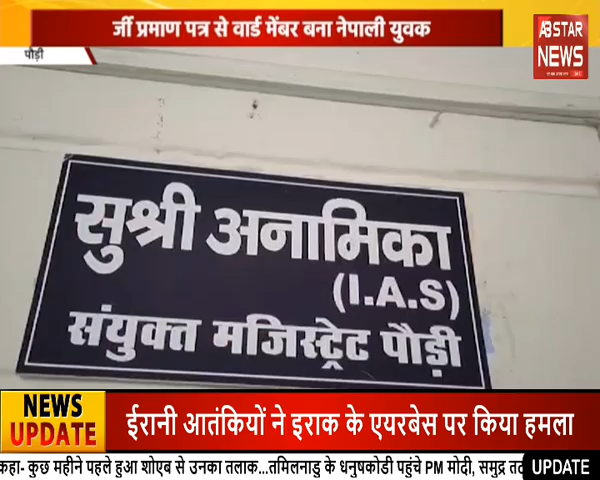 र्जी प्रमाण पत्र से वार्ड मेंबर बना नेपाली युवक
पौड़ी
AB STAR
NEWS
सुश्री अनामिका
(I.A.S)
संयुक्त मजिस्ट्रेट पौड़ी
NEWS
UPDATE
ईरानी आतंकियों ने इराक के एयरबेस पर किया हमला
कहा- कुछ महीने पहले हुआ शोएब से उनका तलाक...तमिलनाडु के धनुषकोडी पहुंचे PM मोदी, समुद्र तट
UPDATE